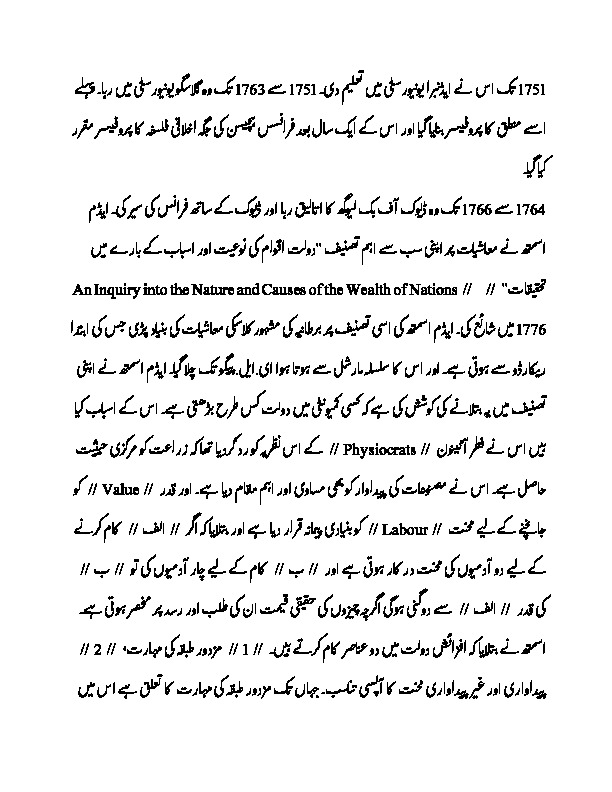 1751 تک اس نے ایڈنبرا یونیورسٹی میں تعلیم دی۔ 1751 سے 1763 تک وہ گلاسگو یونیورسٹی میں رہا۔ پہلے
اسے منطق کا پروفیسر بنایا گیا اور اس کے ایک سال بعد فرانسس ہچیسن کی جگہ اخلاقی فلسفہ کا پروفیسر مقرر
کیا گیا۔
1764 سے 1766 تک وہ ڈیوک آف بک لیچگھ کا اتالیق رہا اور ڈیوک کے ساتھ فرانس کی سیر کی۔ ایڈم
اسمتھ نے معاشیات پر اپنی سب سے اہم تصنیف "دولت اقوام کی نوعیت اور اسباب کے بارے میں
تحقیقات" // An Inquiry into the Nature and Causes of the Wealth of Nations //
1776 میں شائع کی۔ ایڈم اسمتھ کی اسی تصنیف پر برطانیہ کی مشہور کلاسکی معاشیات کی بنیاد پڑی جس کی ابتدا
ریکارڈو سے ہوتی ہے۔ اور اس کا سلسلہ مارشل سے ہوتا ہوا ای۔ایل۔پیگو تک چلا گیا۔ ایڈم اسمتھ نے اپنی
تصنیف میں یہ بتلانے کی کوشش کی ہے کہ کسی کمیونٹی میں دولت کس طرح بڑھتی ہے۔ اس کے اسباب کیا
ہیں اس نے فطر آئیون // Physiocrats // کے اس نظریہ کو رد کردیا تھا کہ زراعت کو مرکزی حیثیت
حاصل ہے۔ اس نے مصنوعات کی پیداوار کو بھی مساوی اور اہم مقام دیا ہے۔ اور قدر // Value // کو
جانچنے کے لیے محنت // Labour // کو بنیادی پیمانہ قرار دیا ہے اور بتلایا کہ اگر // الف // کام کرنے
کے لیے دو آدمیوں کی محنت درکار ہوتی ہے اور // ب // کام کے لیے چار آدمیوں کی تو // ب //
کی قدر // الف // سے دوگنی ہوگی اگرچہ چیزوں کی حقیقی قیمت ان کی طلب اور رسد پر منحصر ہوتی ہے۔
اسمتھ نے بتلایا کہ افزائش دولت میں دو عناصر کام کرتے ہیں۔ // 1 // مزدور طبقہ کی مہارت، // 2 //
پیداواری اور غیر پیداواری محنت کا آپسی تناسب۔ جہاں تک مزدور طبقہ کی مہارت کا تعلق ہے اس میں